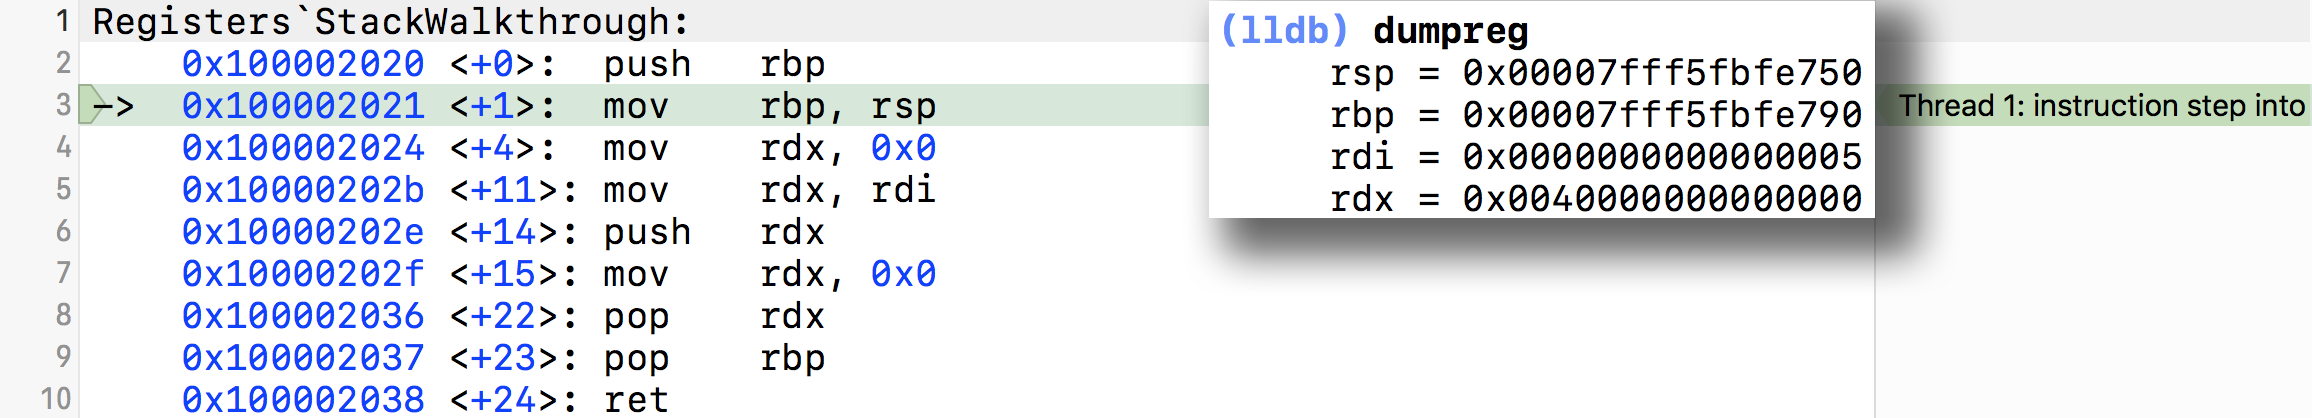 1 Registers`StackWalkthrough:
2 0x100002020 <+0>: push rbp
3 -> 0x100002021 <+1>: mov rbp, rsp
4 0x100002024 <+4>: mov rdx, 0x0
5 0x10000202b <+11>: mov rdx, rdi
6 0x10000202e <+14>: push rdx
7 0x10000202f <+15>: mov rdx, 0x0
8 0x100002036 <+22>: pop rdx
9 0x100002037 <+23>: pop rbp
10 0x100002038 <+24>: ret
(lldb) dumpreg
rsp = 0x00007fff5fbfe750
rbp = 0x00007fff5fbfe790
rdi = 0x0000000000000005
rdx = 0x0040000000000000
Thread 1: instruction step into